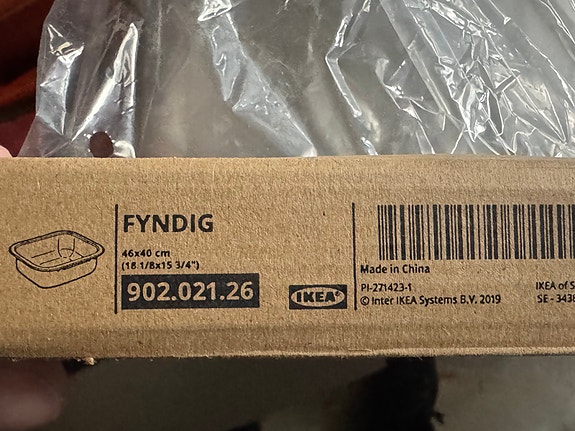 FYNDIG
46x40 cm
(18 1/8x15 3/4")
902.021.26
IKEA®
Made in China
PI-271423-1
© Inter IKEA Systems B.V. 2019
IKEA of S
SE - 343